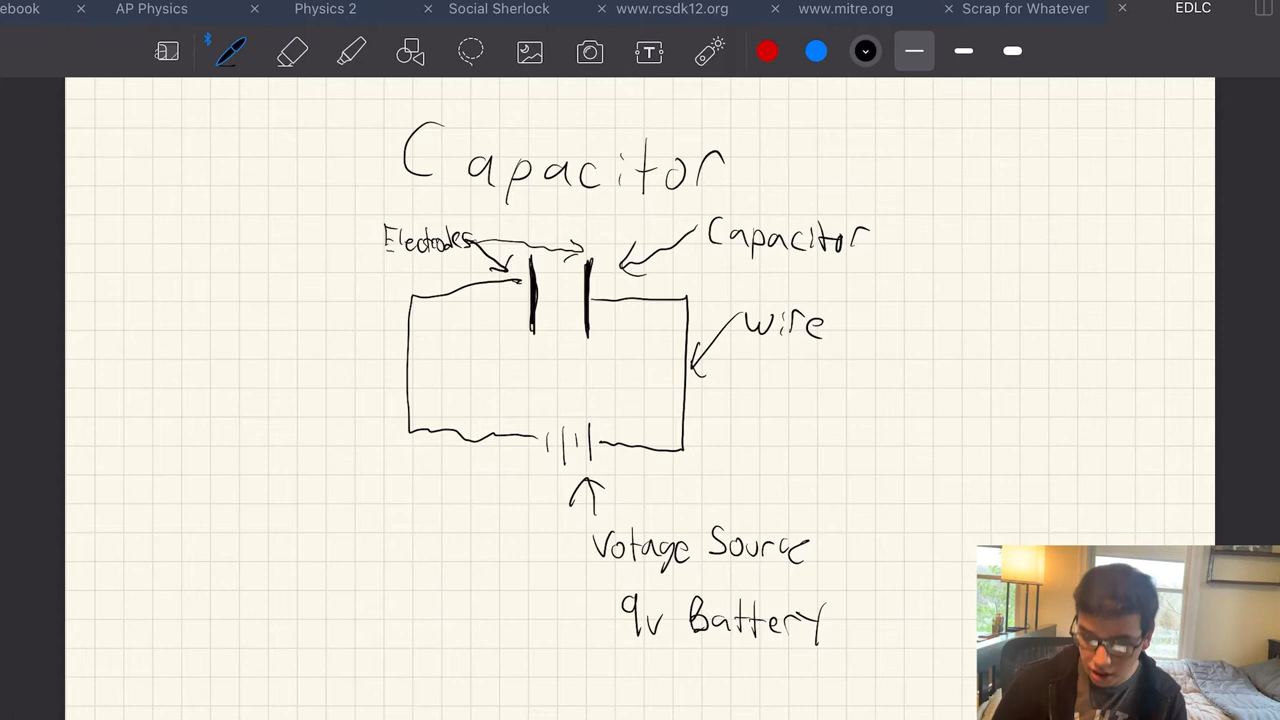 ebook AP Physics Physics 2 Social Sherlock www.rcsdk12.org www.mitre.org Scrap for Whatever EDLC
T
Capacitor
Electrodes
Capacitor
Wire
Votage Source
9v Battery